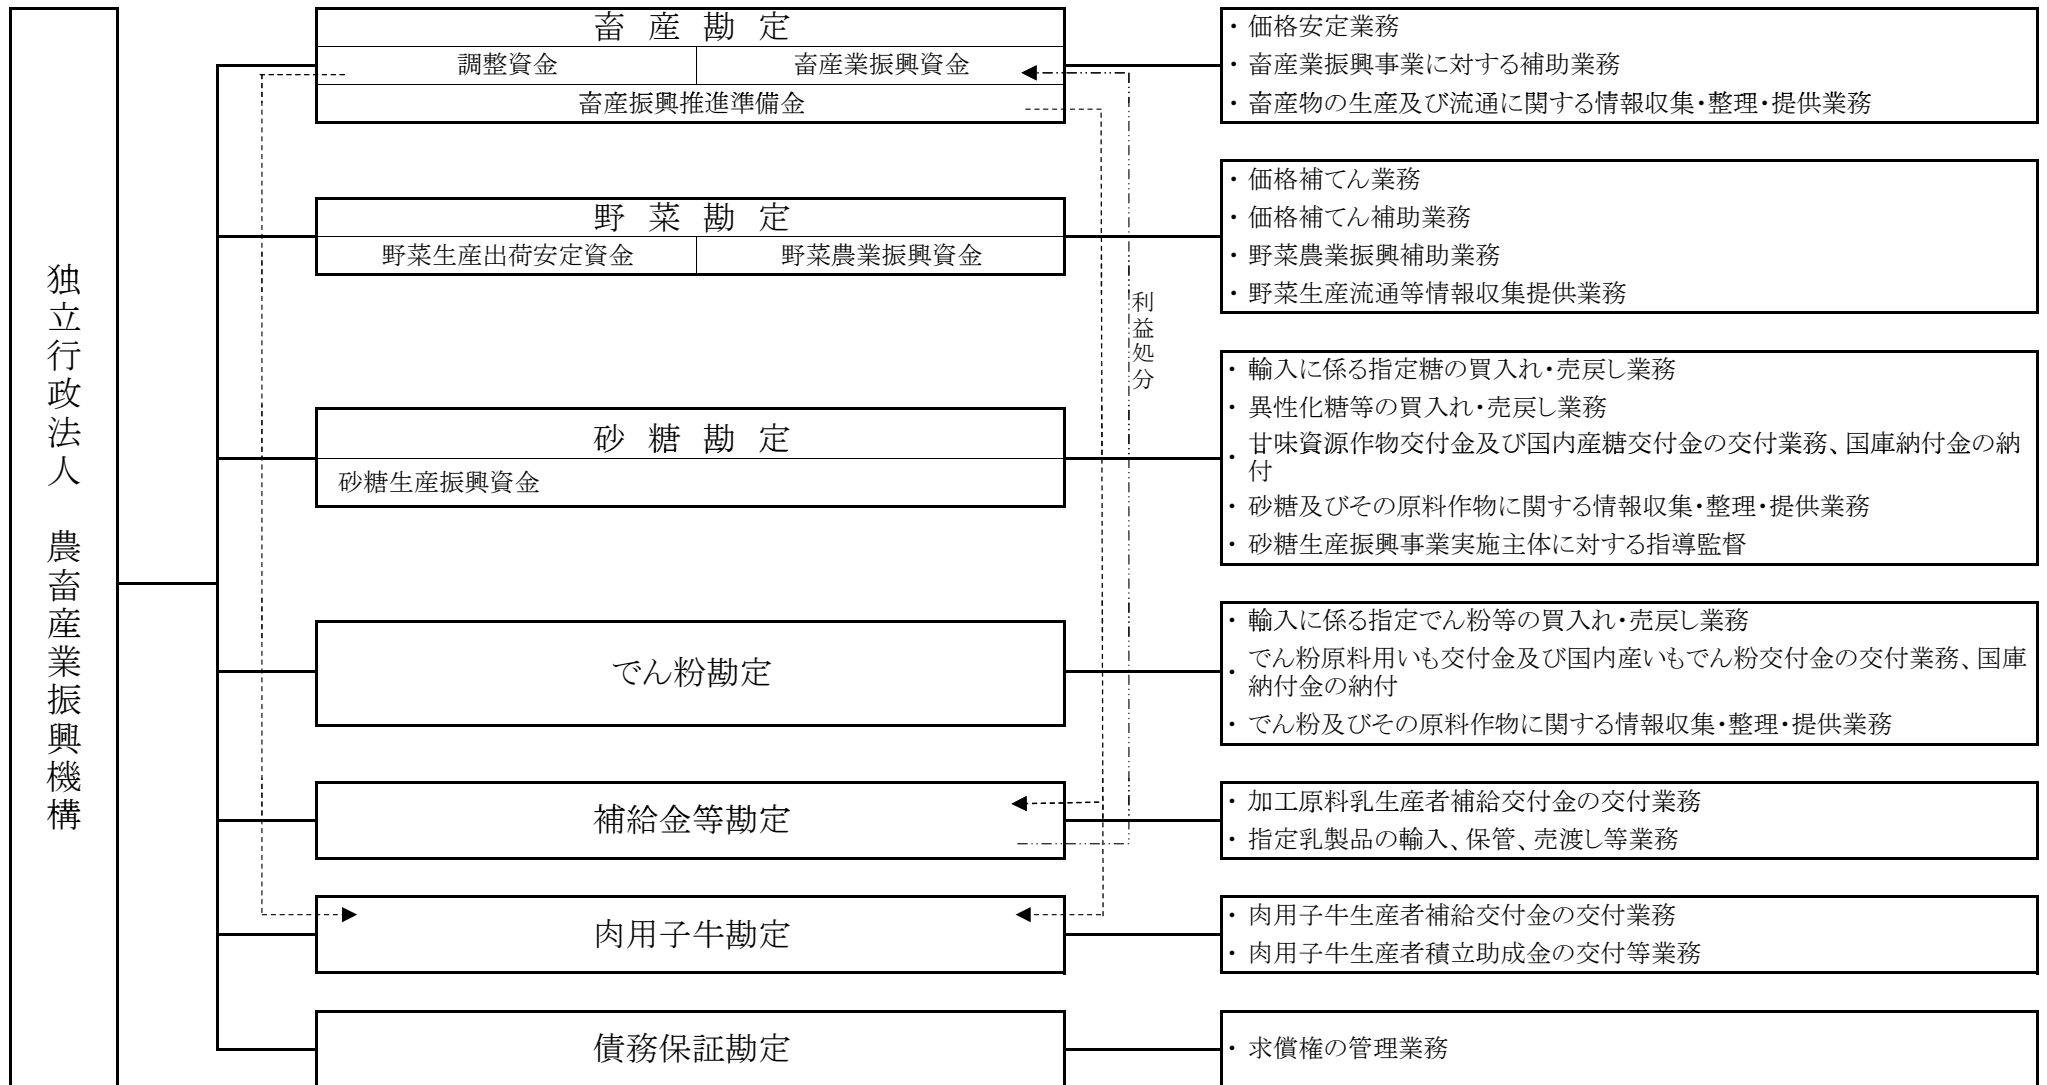 独立行政法人　農畜産業振興機構
畜産勘定
調整資金
畜産業振興資金
畜産振興推進準備金
・ 価格安定業務
・ 畜産業振興事業に対する補助業務
・ 畜産物の生産及び流通に関する情報収集・整理・提供業務
野菜勘定
野菜生産出荷安定資金
野菜農業振興資金
・ 価格補てん業務
・ 価格補てん補助業務
・ 野菜農業振興補助業務
・ 野菜生産流通等情報収集提供業務
利益処分
砂糖勘定
砂糖生産振興資金
・ 輸入に係る指定糖の買入れ・売戻し業務
・ 異性化糖等の買入れ・売戻し業務
・ 甘味資源作物交付金及び国内産糖交付金の交付業務、国庫納付金の納
付
・ 砂糖及びその原料作物に関する情報収集・整理・提供業務
・ 砂糖生産振興事業実施主体に対する指導監督
でん粉勘定
・ 輸入に係る指定でん粉等の買入れ・売戻し業務
・ でん粉原料用いも交付金及び国内産いもでん粉交付金の交付業務、国庫
納付金の納付
・ でん粉及びその原料作物に関する情報収集・整理・提供業務
補給金等勘定
・ 加工原料乳生産者補給交付金の交付業務
・ 指定乳製品の輸入、保管、売渡し等業務
肉用子牛勘定
・ 肉用子牛生産者補給交付金の交付業務
・ 肉用子牛生産者積立助成金の交付等業務
債務保証勘定
・ 求償権の管理業務